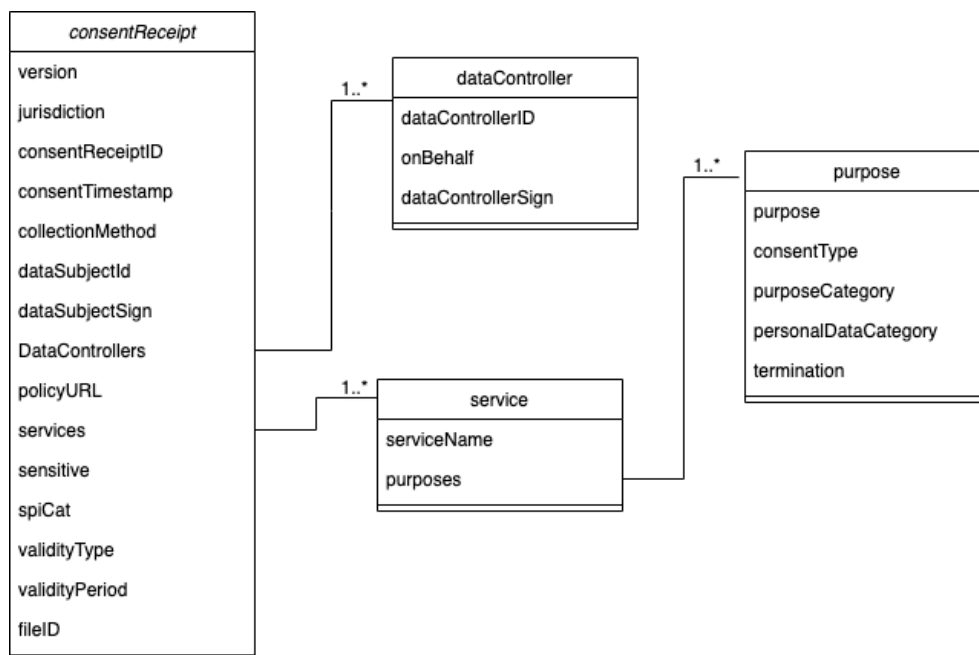 consentReceipt
version
jurisdiction
consentReceiptID
consentTimestamp
collectionMethod
dataSubjectId
dataSubjectSign
DataControllers
policyURL
services
sensitive
spiCat
validityType
validityPeriod
fileID
1..*
dataController
dataControllerID
onBehalf
dataControllerSign
1..*
service
serviceName
purposes
1..*
purpose
purpose
consentType
purposeCategory
personalDataCategory
termination